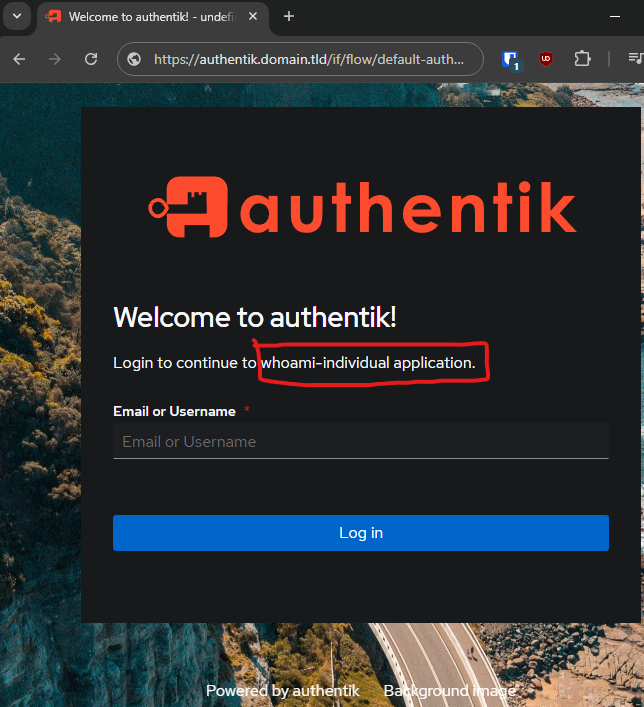 Welcome to authentik! - undefi
https://authentik.domain.tld/if/flow/default-auth...
1
authentik
Welcome to authentik!
Login to continue to whoami-individual application.
Email or Username *
Email or Username
Log in
Powered by authentik Background image